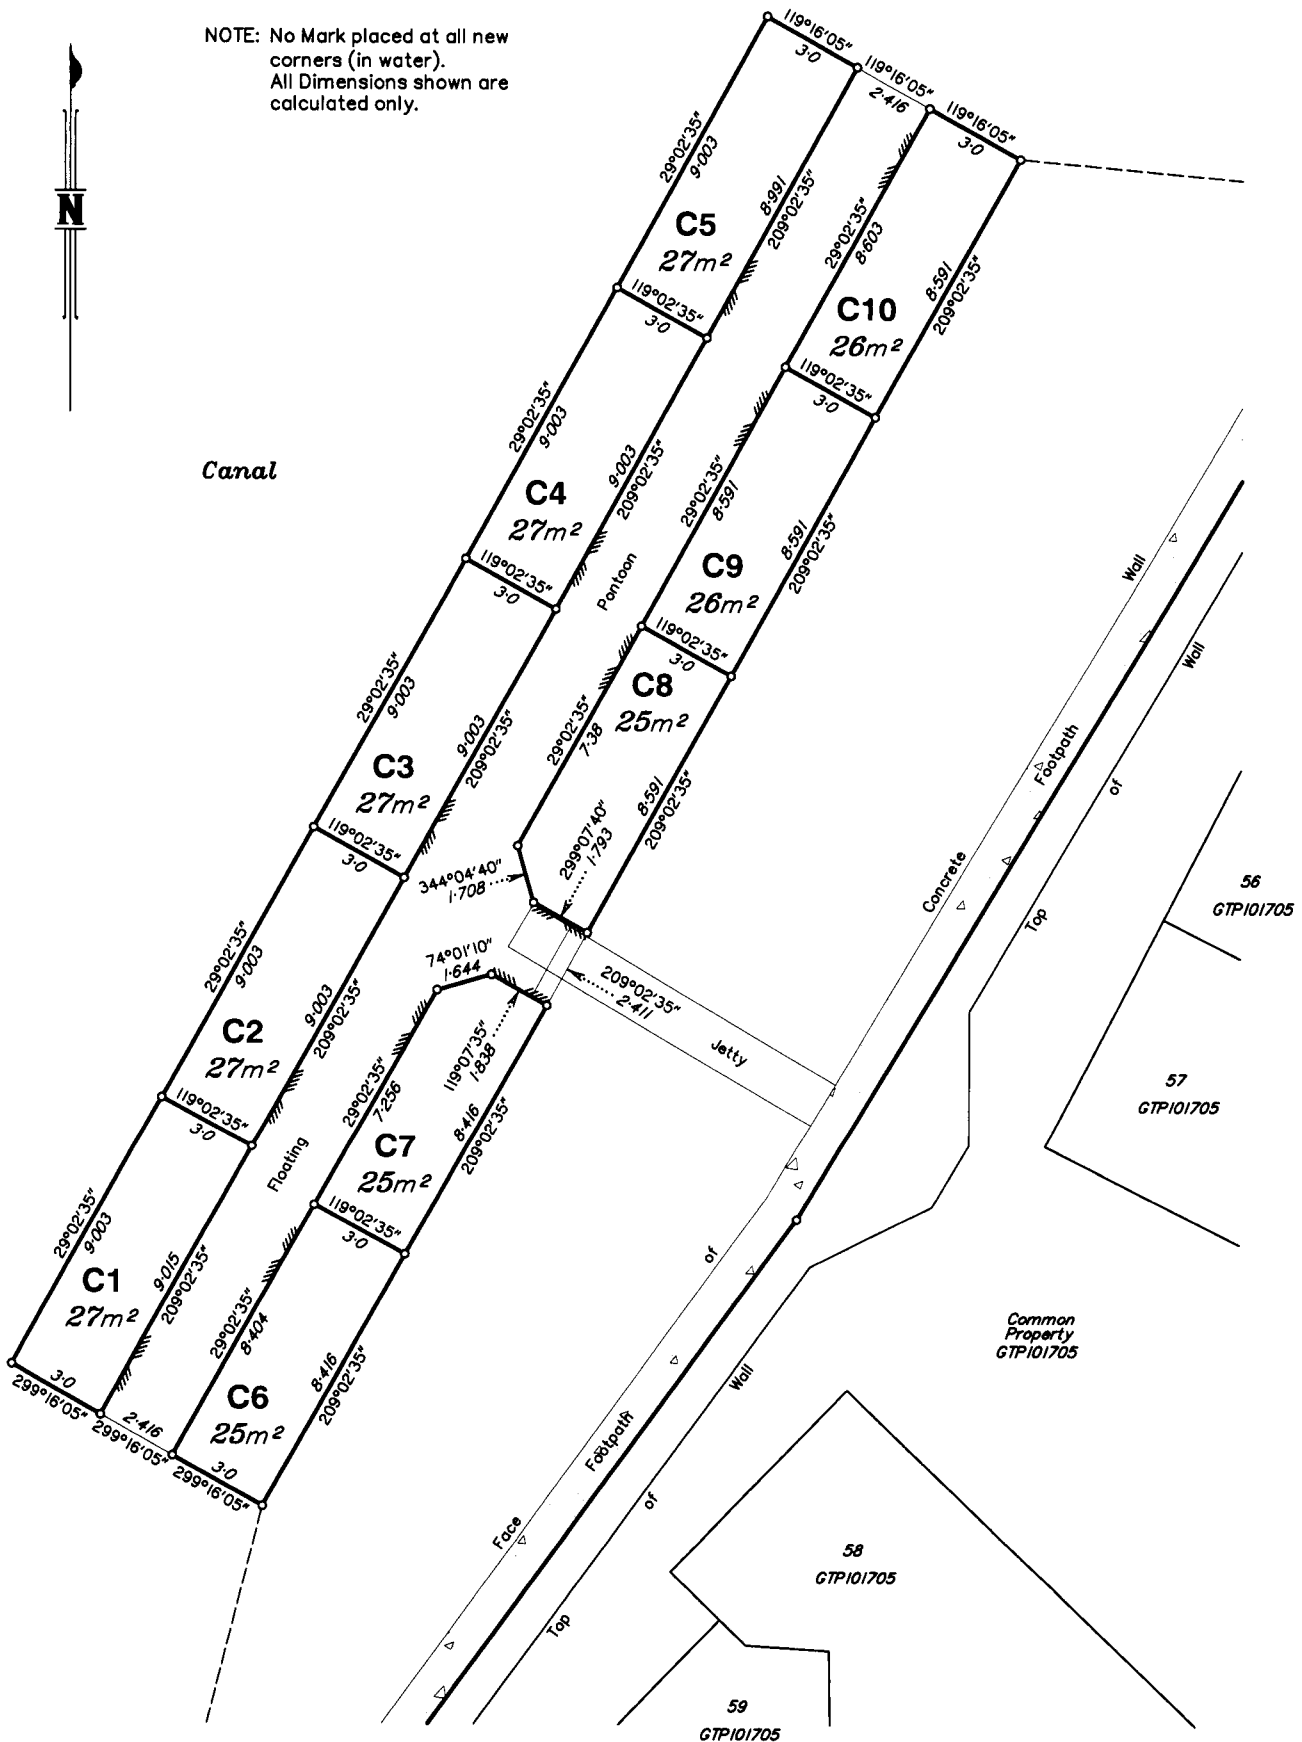 NOTE: No Mark placed at all new
corners (in water).
All Dimensions shown are
calculated only.
N
Canal
119°16'05"
3·0
119°16'05"
2·416
119°16'05"
3·0
29°02'35"
9·003
C5
27m²
8·991
209°02'35"
119°02'35"
3·0
29°02'35"
8·603
C10
26m²
8·591
209°02'35"
119°02'35"
3·0
29°02'35"
9·003
C4
27m²
9·003
209°02'35"
119°02'35"
3·0
Pontoon
29°02'35"
8·591
C9
26m²
8·591
209°02'35"
119°02'35"
3·0
29°02'35"
9·003
C3
27m²
9·003
209°02'35"
119°02'35"
3·0
29°02'35"
7·38
C8
25m²
8·591
209°02'35"
299°07'40"
1·793
344°04'40"
1·708
29°02'35"
9·003
C2
27m²
9·003
209°02'35"
119°02'35"
3·0
74°01'10"
1·644
119°07'35"
1·838
209°02'35"
2·411
Jetty
29°02'35"
7·256
C7
25m²
8·416
209°02'35"
119°02'35"
3·0
Floating
29°02'35"
9·003
C1
27m²
9·015
209°02'35"
3·0
299°16'05"
2·416
299°16'05"
29°02'35"
8·404
C6
25m²
8·416
209°02'35"
3·0
299°16'05"
Wall
Footpath
Concrete
of
Footpath
Face
Wall
of
Top
Wall
of
Top
56
GTP101705
57
GTP101705
Common
Property
GTP101705
58
GTP101705
59
GTP101705